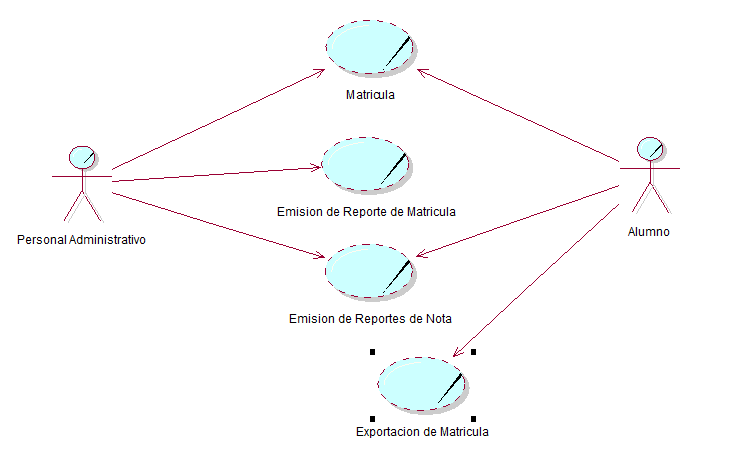 Matricula
Emision de Reporte de Matricula
Personal Administrativo
Alumno
Emision de Reportes de Nota
Exportacion de Matricula